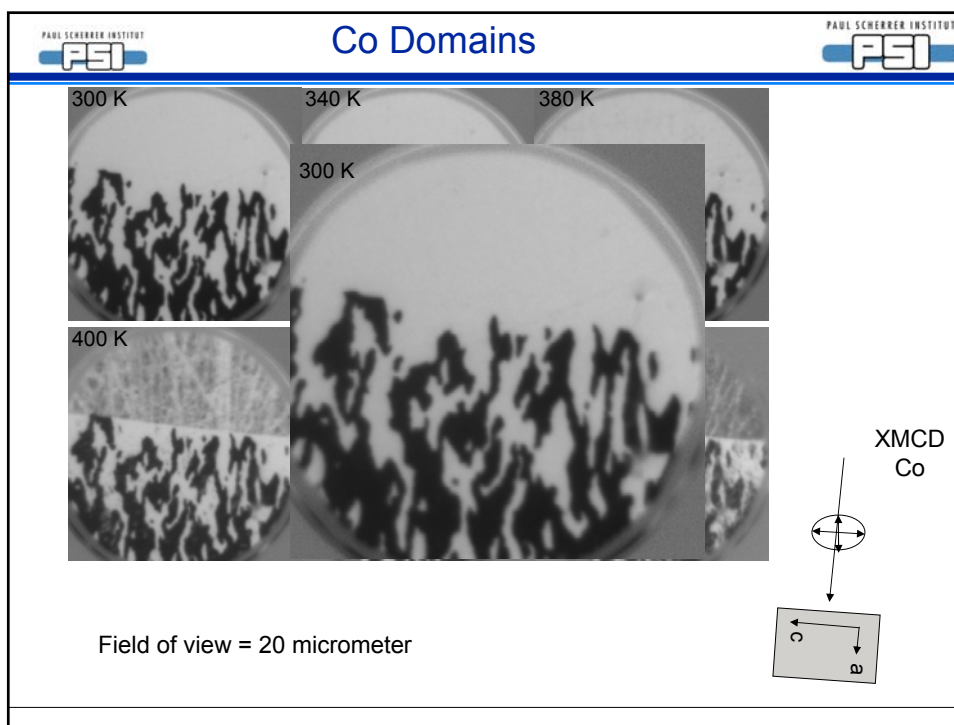 PAUL SCHERRER INSTITUT
PSI
Co Domains
PAUL SCHERRER INSTITUT
PSI
300 K
340 K
380 K
300 K
400 K
XMCD
Co
c
a
Field of view = 20 micrometer